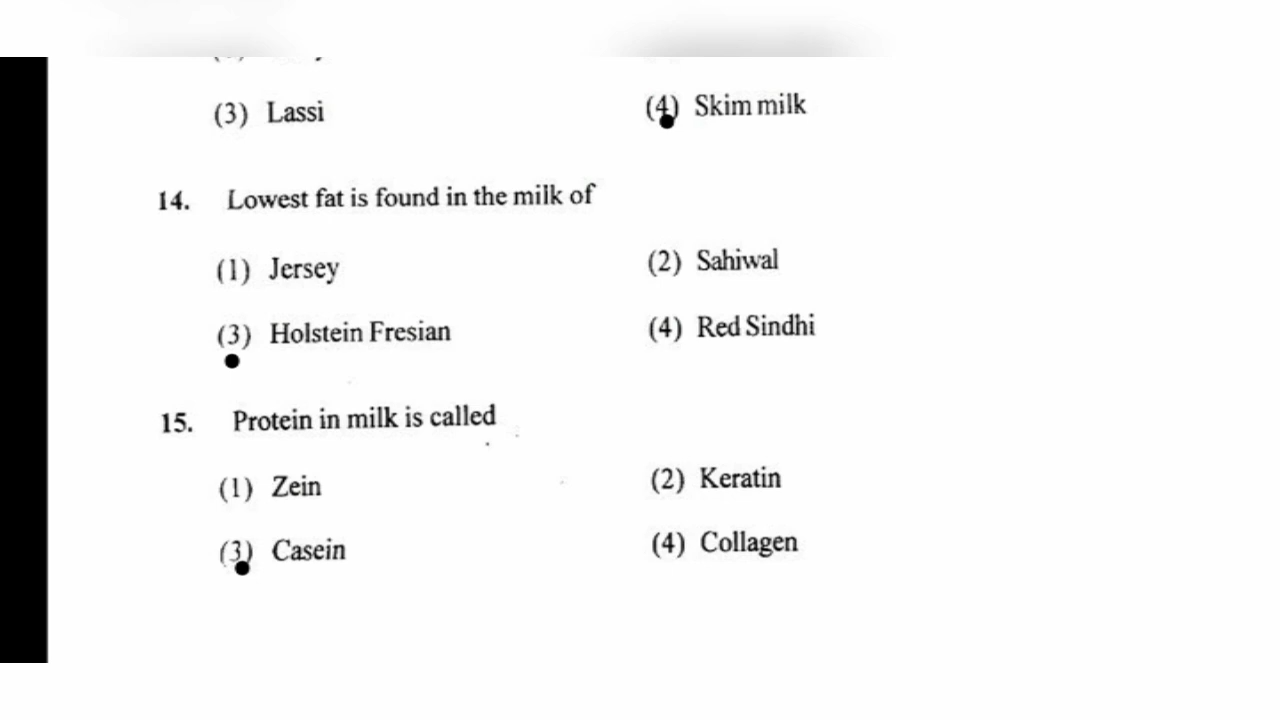 (3) Lassi (4) Skim milk
14. Lowest fat is found in the milk of
(1) Jersey (2) Sahiwal
(3) Holstein Fresian (4) Red Sindhi
15. Protein in milk is called
(1) Zein (2) Keratin
(3) Casein (4) Collagen